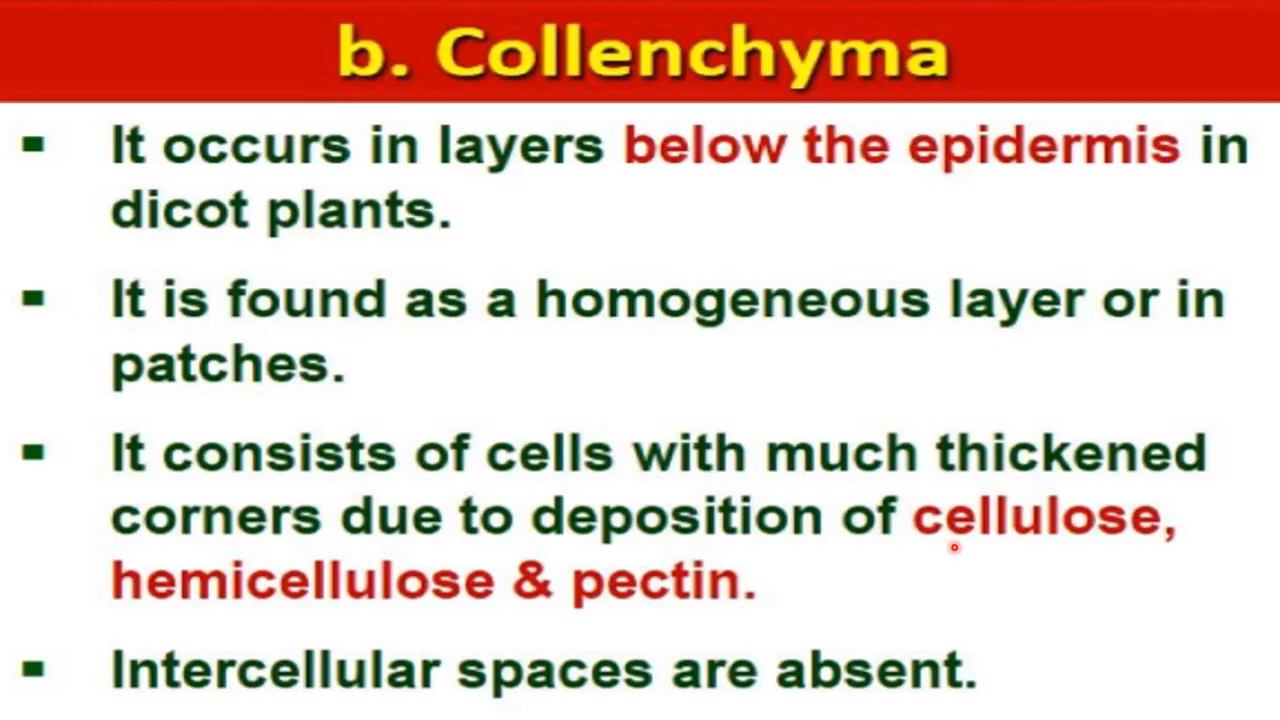 b. Collenchyma
▪ It occurs in layers below the epidermis in
dicot plants.
▪ It is found as a homogeneous layer or in
patches.
▪ It consists of cells with much thickened
corners due to deposition of cellulose,
hemicellulose & pectin.
▪ Intercellular spaces are absent.